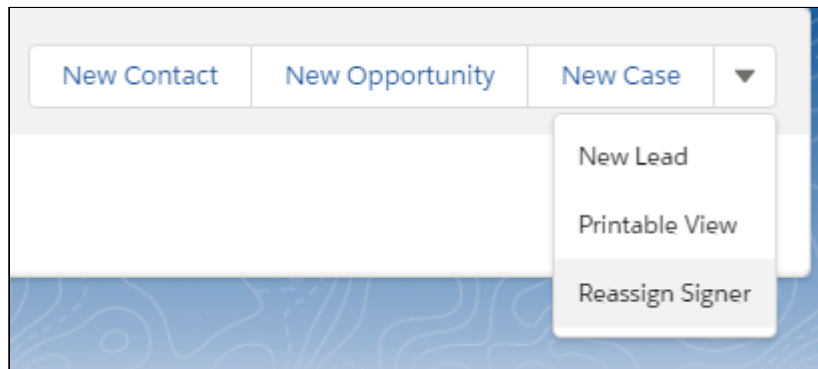 New Contact New Opportunity New Case
New Lead
Printable View
Reassign Signer